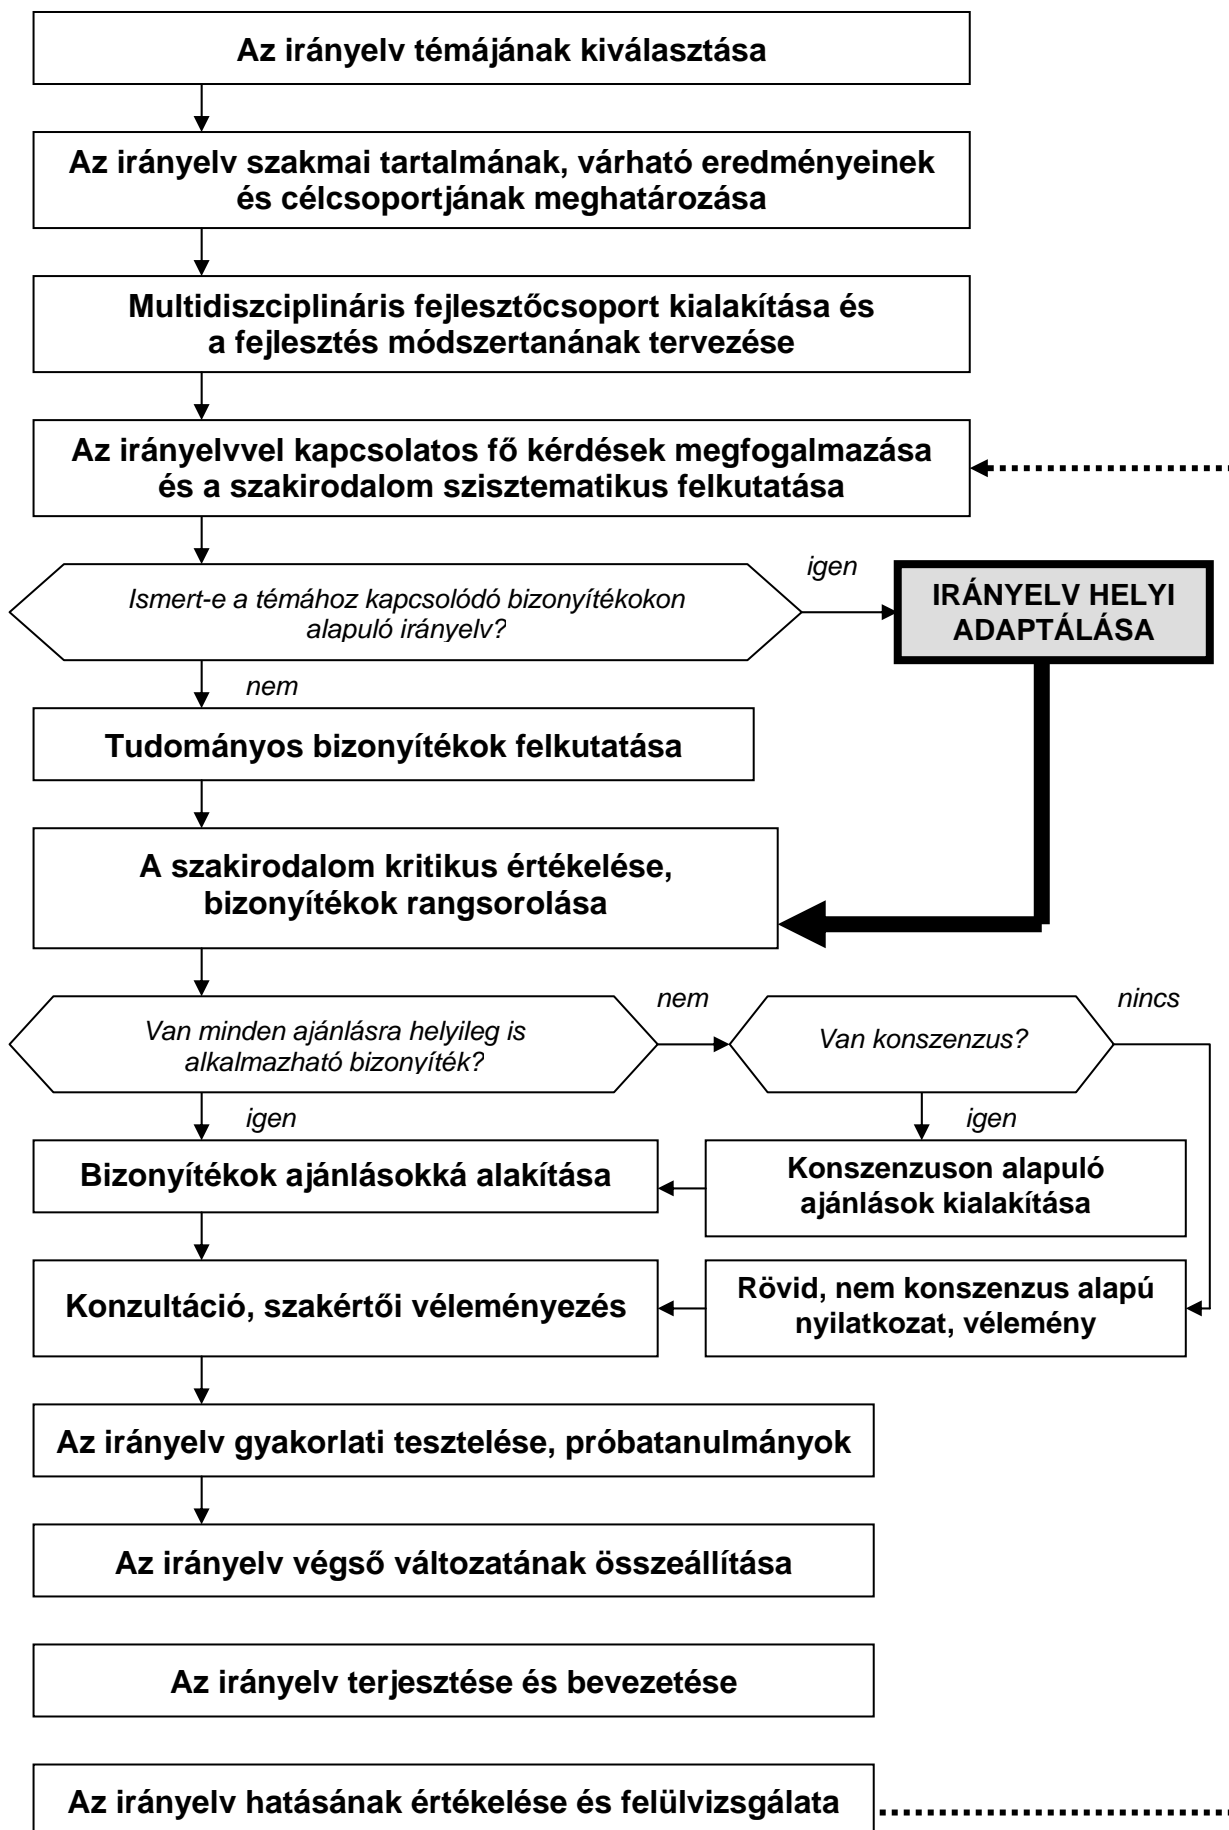 Az irányelv témájának kiválasztása
Az irányelv szakmai tartalmának, várható eredményeinek
és célcsoportjának meghatározása
Multidiszciplináris fejlesztőcsoport kialakítása és
a fejlesztés módszertanának tervezése
Az irányelvvel kapcsolatos fő kérdések megfogalmazása
és a szakirodalom szisztematikus felkutatása
Ismert-e a témához kapcsolódó bizonyítékokon
alapuló irányelv?
igen
IRÁNYELV HELYI
ADAPTÁLÁSA
nem
Tudományos bizonyítékok felkutatása
A szakirodalom kritikus értékelése,
bizonyítékok rangsorolása
Van minden ajánlásra helyileg is
alkalmazható bizonyíték?
nem
Van konszenzus?
nincs
igen
igen
Bizonyítékok ajánlásokká alakítása
Konszenzuson alapuló
ajánlások kialakítása
Konzultáció, szakértői véleményezés
Rövid, nem konszenzus alapú
nyilatkozat, vélemény
Az irányelv gyakorlati tesztelése, próbatanulmányok
Az irányelv végső változatának összeállítása
Az irányelv terjesztése és bevezetése
Az irányelv hatásának értékelése és felülvizsgálata